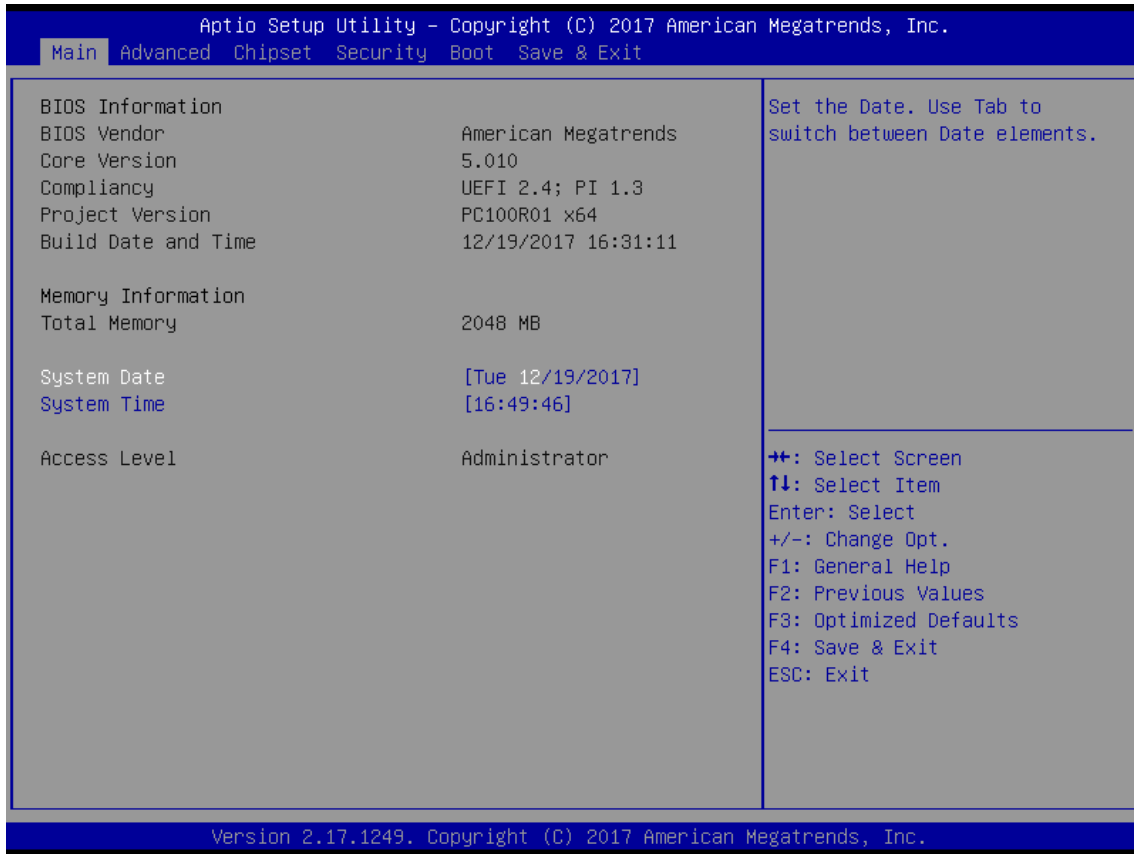 Aptio Setup Utility – Copyright (C) 2017 American Megatrends, Inc.
Main Advanced Chipset Security Boot Save & Exit
BIOS Information
BIOS Vendor American Megatrends
Core Version 5.010
Compliancy UEFI 2.4; PI 1.3
Project Version PC100R01 x64
Build Date and Time 12/19/2017 16:31:11
Memory Information
Total Memory 2048 MB
System Date [Tue 12/19/2017]
System Time [16:49:46]
Access Level Administrator
Set the Date. Use Tab to
switch between Date elements.
→←: Select Screen
↑↓: Select Item
Enter: Select
+/-: Change Opt.
F1: General Help
F2: Previous Values
F3: Optimized Defaults
F4: Save & Exit
ESC: Exit
Version 2.17.1249. Copyright (C) 2017 American Megatrends, Inc.